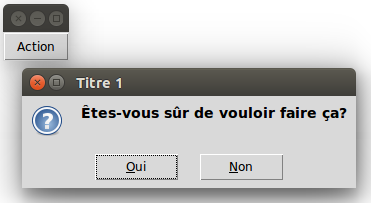 Action
Titre 1
Êtes-vous sûr de vouloir faire ça?
Oui
Non